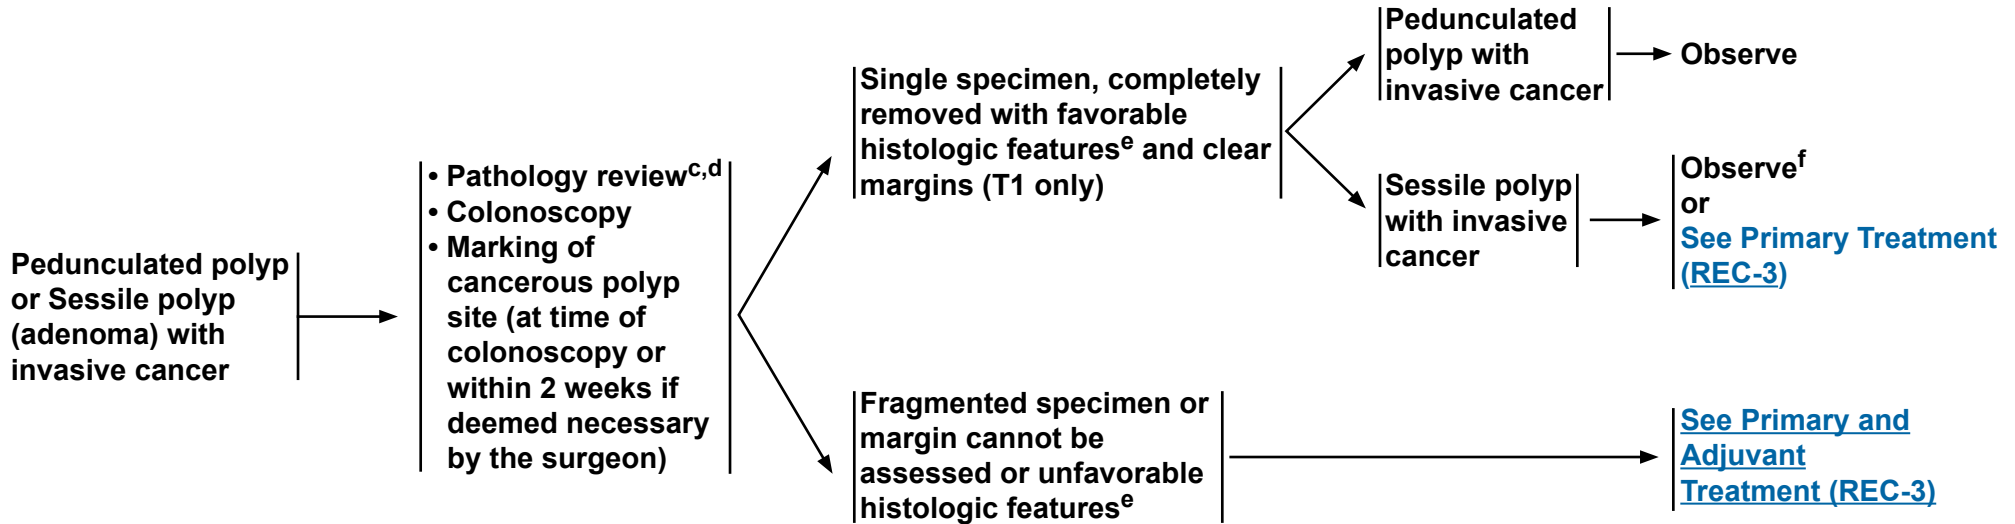 Pedunculated polyp
or Sessile polyp
(adenoma) with
invasive cancer
• Pathology reviewc,d
• Colonoscopy
• Marking of
cancerous polyp
site (at time of
colonoscopy or
within 2 weeks if
deemed necessary
by the surgeon)
Single specimen, completely
removed with favorable
histologic featurese and clear
margins (T1 only)
Pedunculated
polyp with
invasive cancer
Observe
Sessile polyp
with invasive
cancer
Observef
or
See Primary Treatment
(REC-3)
Fragmented specimen or
margin cannot be
assessed or unfavorable
histologic featurese
See Primary and
Adjuvant
Treatment (REC-3)